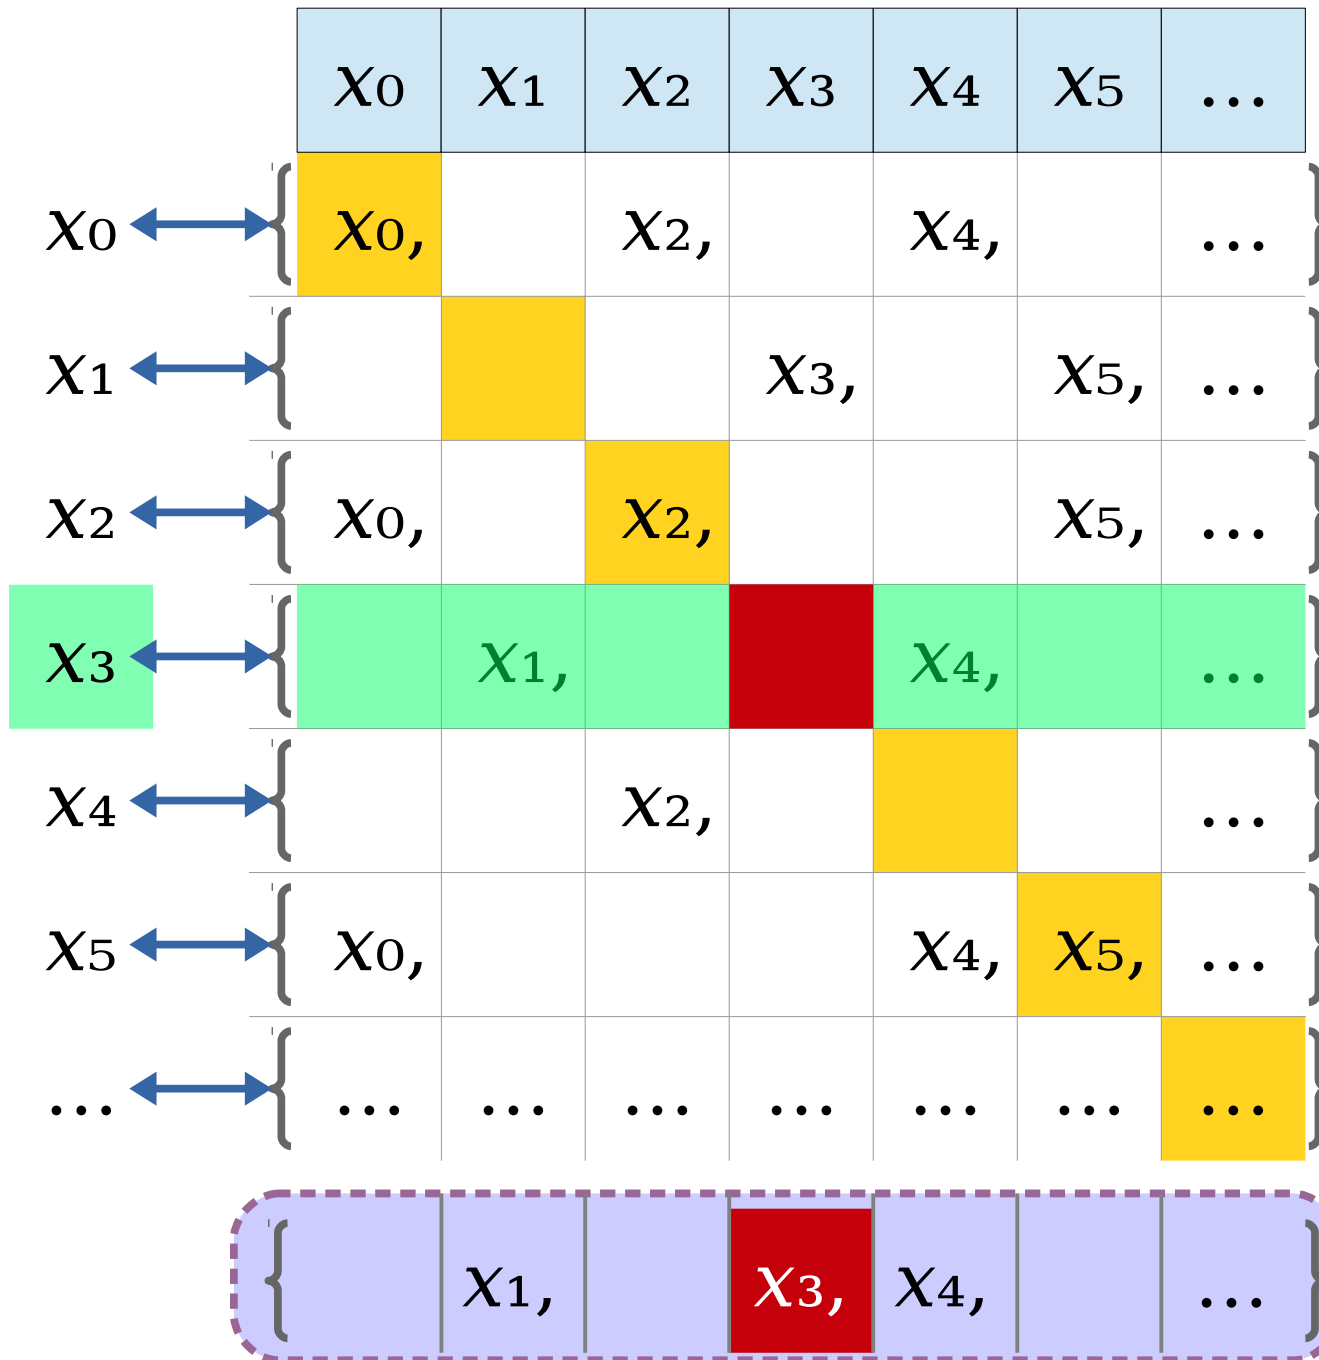 x₀ x₁ x₂ x₃ x₄ x₅ ...
x₀ { x₀, x₂, x₄, ... }
x₁ { x₃, x₅, ... }
x₂ { x₀, x₂, x₅, ... }
x₃ { x₁, x₄, ... }
x₄ { x₂, ... }
x₅ { x₀, x₄, x₅, ... }
... { ... ... ... ... ... ... ... }
{ x₁, x₃, x₄, ... }